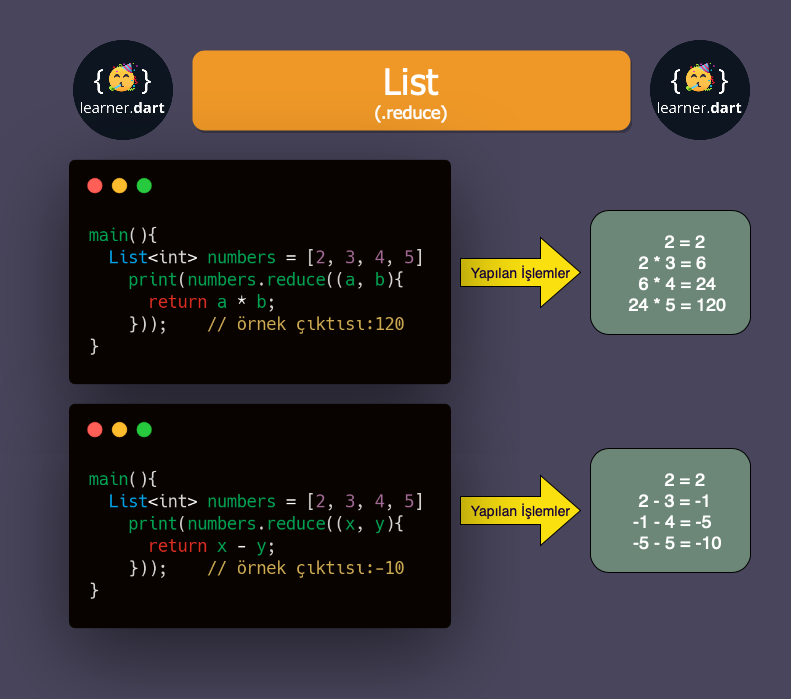 {🥳}
learner.dart
List
(.reduce)
{🥳}
learner.dart
main(){
List<int> numbers = [2, 3, 4, 5]
print(numbers.reduce((a, b){
return a * b;
}));    // örnek çıktısı:120
}
Yapılan İşlemler
2 = 2
2 * 3 = 6
6 * 4 = 24
24 * 5 = 120
main(){
List<int> numbers = [2, 3, 4, 5]
print(numbers.reduce((x, y){
return x - y;
}));    // örnek çıktısı:-10
}
Yapılan İşlemler
2 = 2
2 - 3 = -1
-1 - 4 = -5
-5 - 5 = -10